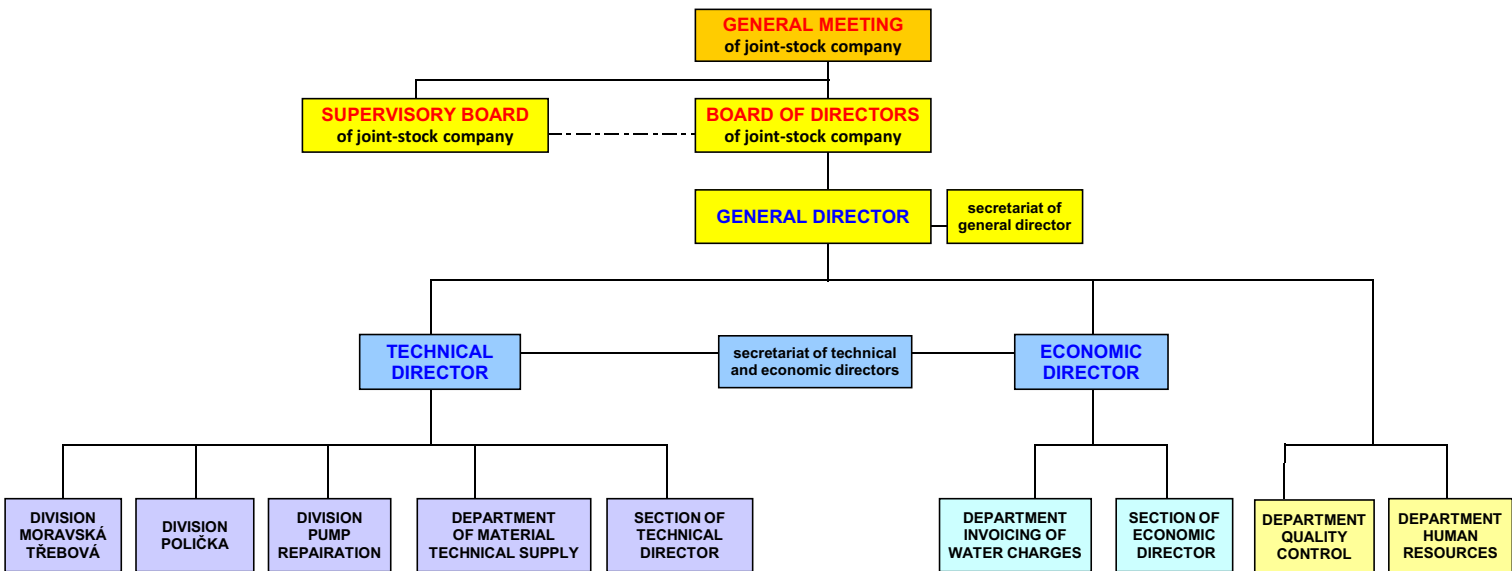 GENERAL MEETING
of joint-stock company
SUPERVISORY BOARD
of joint-stock company
BOARD OF DIRECTORS
of joint-stock company
GENERAL DIRECTOR
secretariat of
general director
TECHNICAL
DIRECTOR
secretariat of technical
and economic directors
ECONOMIC
DIRECTOR
DIVISION
MORAVSKÁ
TŘEBOVÁ
DIVISION
POLIČKA
DIVISION
PUMP
REPAIRATION
DEPARTMENT
OF MATERIAL
TECHNICAL SUPPLY
SECTION OF
TECHNICAL
DIRECTOR
DEPARTMENT
INVOICING OF
WATER CHARGES
SECTION OF
ECONOMIC
DIRECTOR
DEPARTMENT
QUALITY
CONTROL
DEPARTMENT
HUMAN
RESOURCES